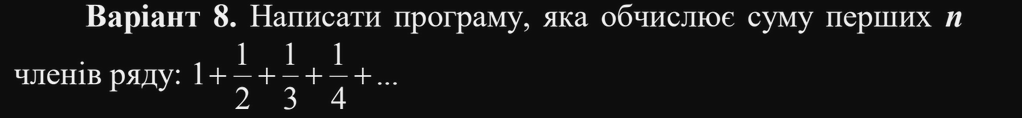 Варіант 8. Написати програму, яка обчислює суму перших n
членів ряду: 1+1/2+1/3+1/4+...